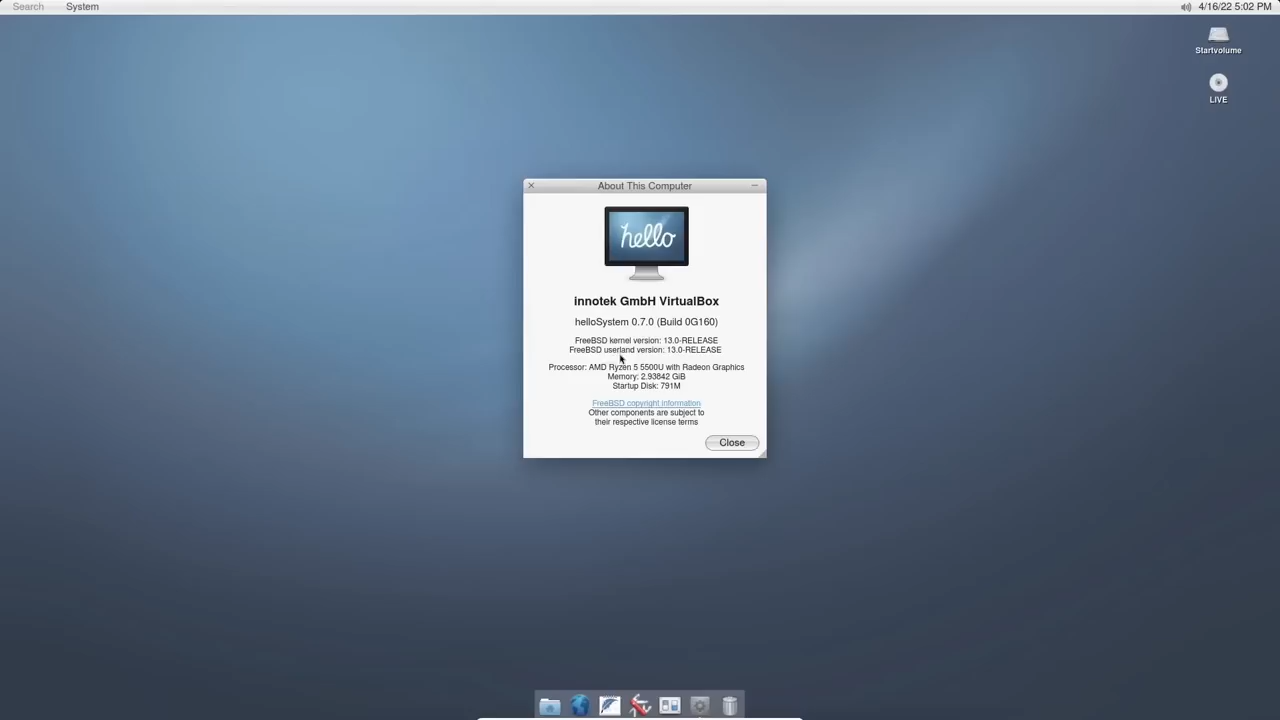 Search System 4/16/22 5:02 PM
Startvolume
LIVE
About This Computer
hello
innotek GmbH VirtualBox
helloSystem 0.7.0 (Build 0G160)
FreeBSD kernel version: 13.0-RELEASE
FreeBSD userland version: 13.0-RELEASE
Processor: AMD Ryzen 5 5500U with Radeon Graphics
Memory: 2.93842 GiB
Startup Disk: 791M
FreeBSD copyright information
Other components are subject to
their respective license terms
Close